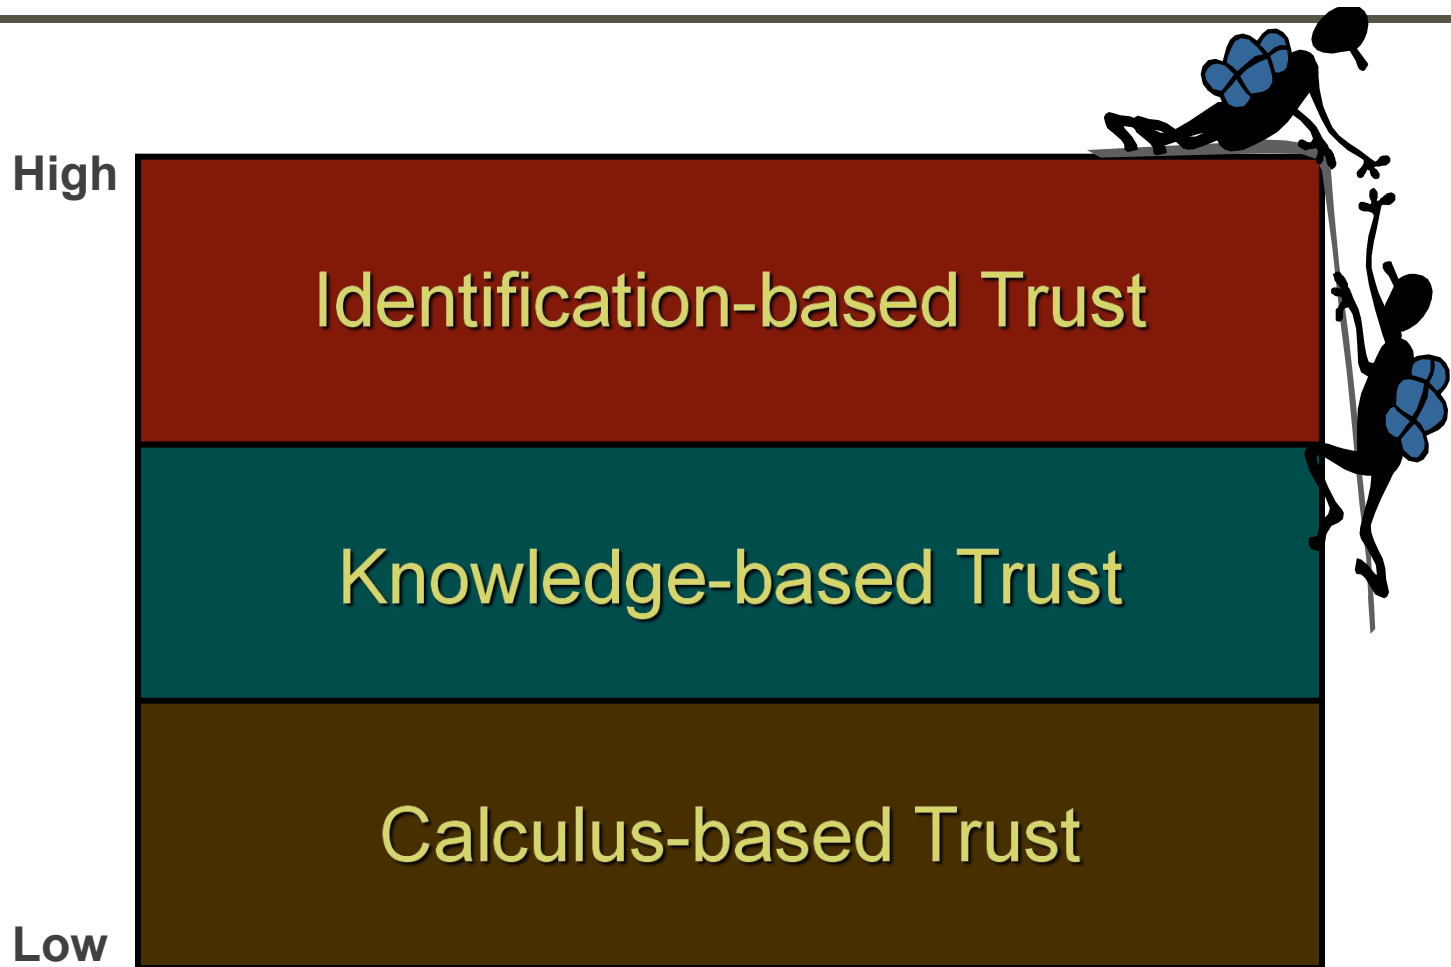 High
Identification-based Trust
Knowledge-based Trust
Calculus-based Trust
Low